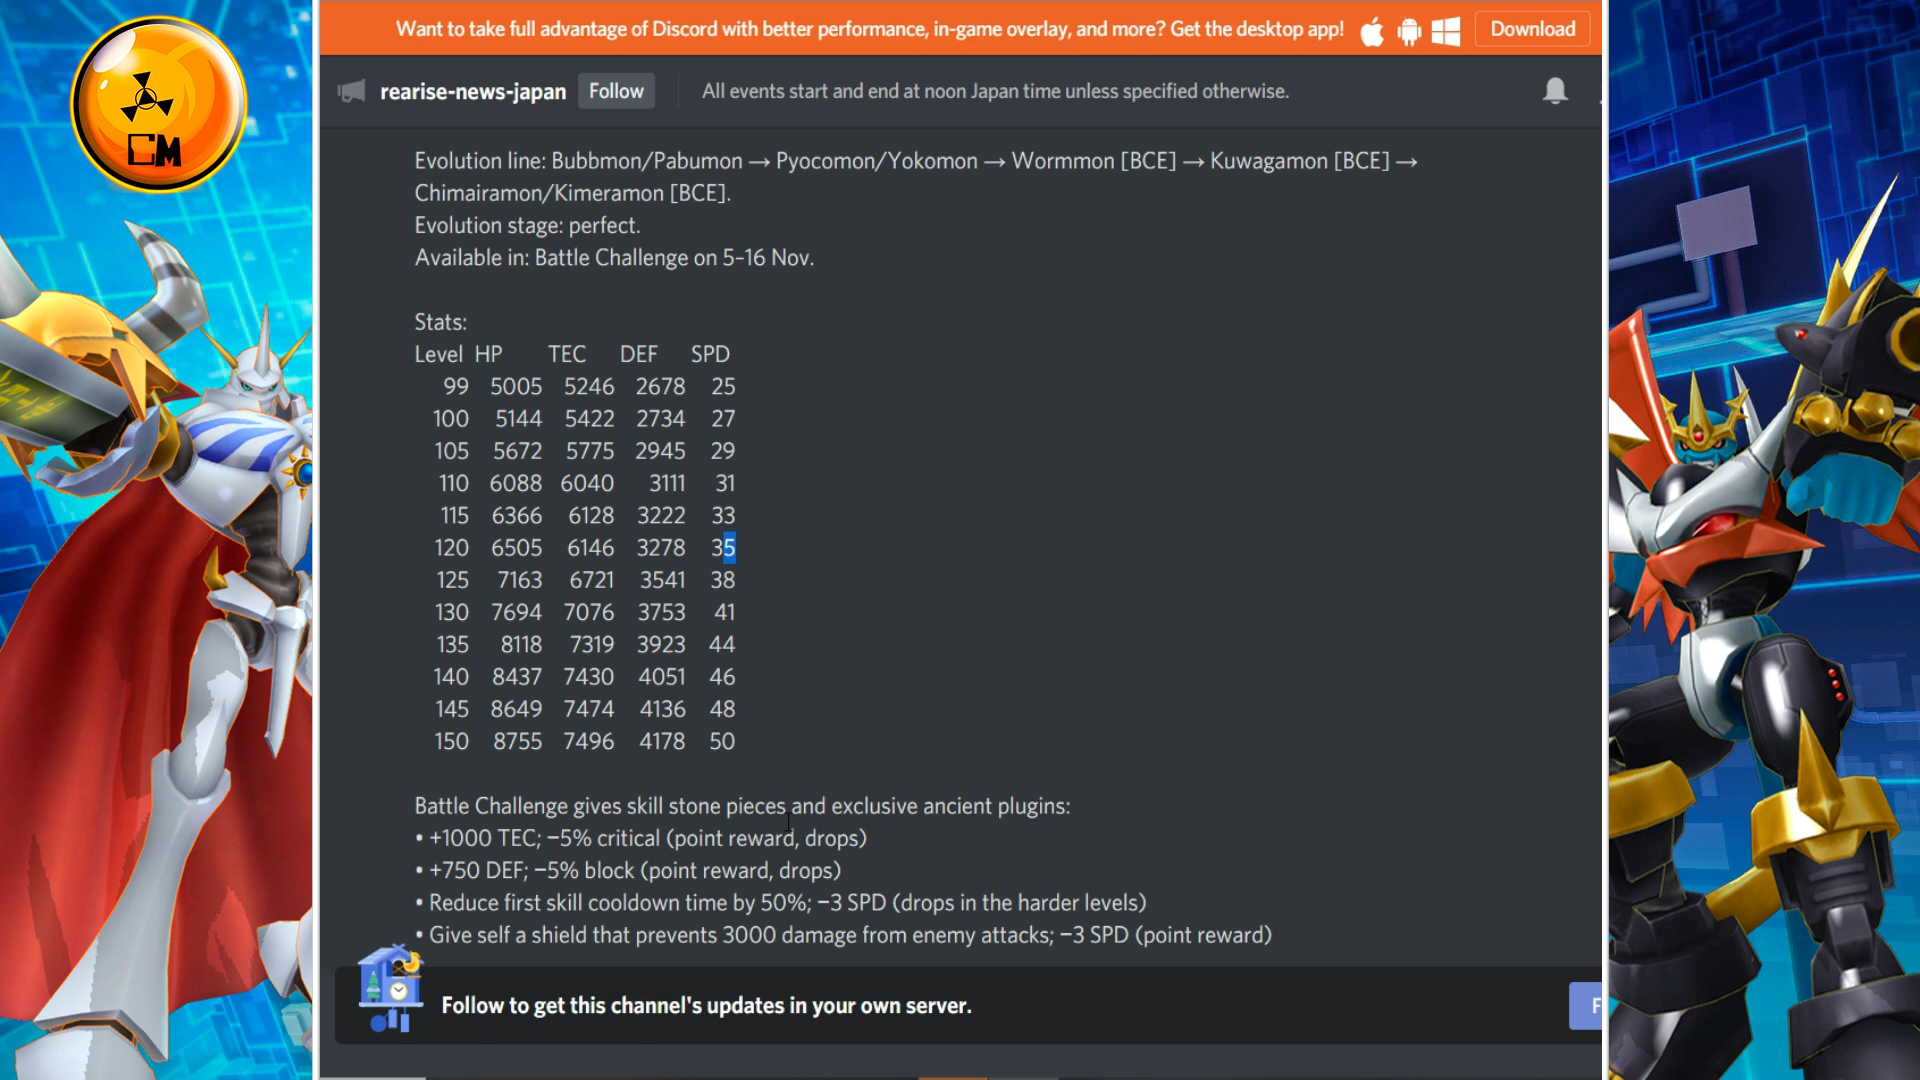 CM
Want to take full advantage of Discord with better performance, in-game overlay, and more? Get the desktop app!
Download
rearise-news-japan
Follow
All events start and end at noon Japan time unless specified otherwise.
Evolution line: Bubbmon/Pabumon → Pyocomon/Yokomon → Wormmon [BCE] → Kuwagamon [BCE] →
Chimairamon/Kimeramon [BCE].
Evolution stage: perfect.
Available in: Battle Challenge on 5–16 Nov.
Stats:
Level HP TEC DEF SPD
99 5005 5246 2678 25
100 5144 5422 2734 27
105 5672 5775 2945 29
110 6088 6040 3111 31
115 6366 6128 3222 33
120 6505 6146 3278 35
125 7163 6721 3541 38
130 7694 7076 3753 41
135 8118 7319 3923 44
140 8437 7430 4051 46
145 8649 7474 4136 48
150 8755 7496 4178 50
Battle Challenge gives skill stone pieces and exclusive ancient plugins:
• +1000 TEC; −5% critical (point reward, drops)
• +750 DEF; −5% block (point reward, drops)
• Reduce first skill cooldown time by 50%; −3 SPD (drops in the harder levels)
• Give self a shield that prevents 3000 damage from enemy attacks; −3 SPD (point reward)
Follow to get this channel's updates in your own server.
F